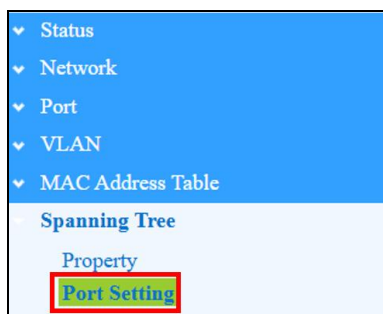 Status
Network
Port
VLAN
MAC Address Table
Spanning Tree
Property
Port Setting